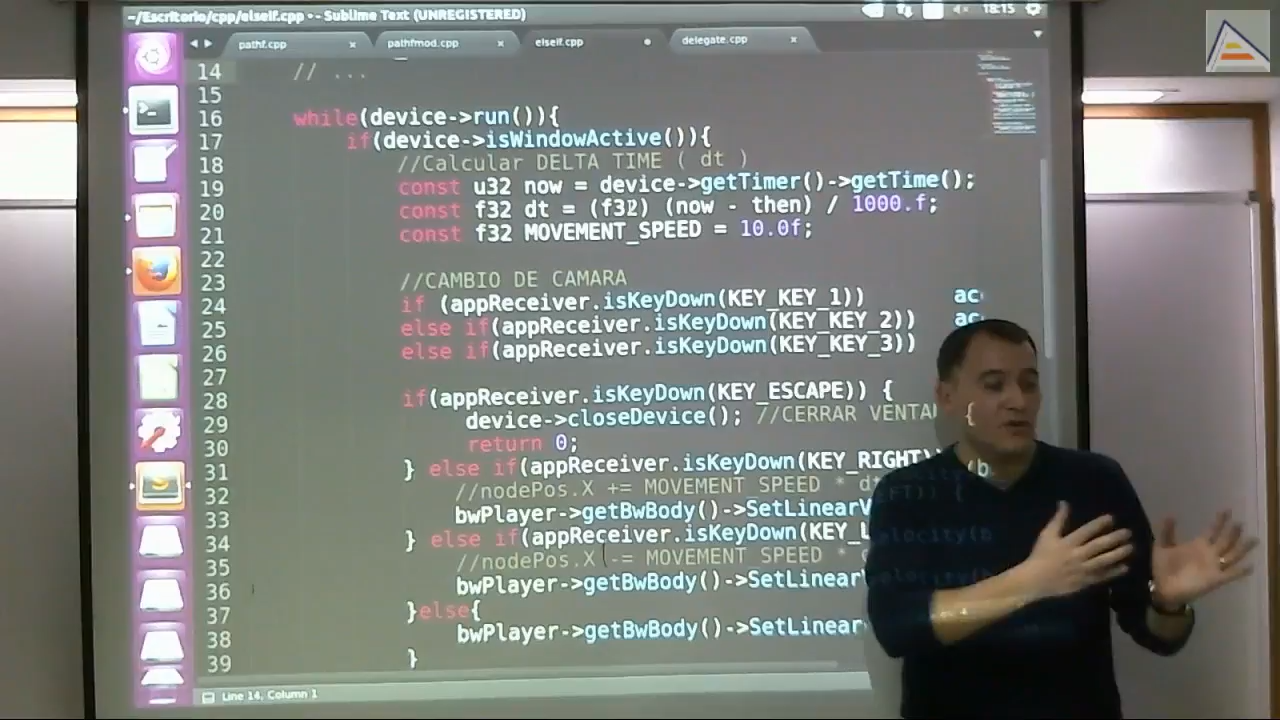 ~/Escritorio/cpp/elseif.cpp •- Sublime Text (UNREGISTERED)
18:15
pathf.cpp × pathfmod.cpp × elseif.cpp • delegate.cpp ×
14 // ...
15
16 while(device->run()){
17 if(device->isWindowActive()){
18 //Calcular DELTA TIME ( dt )
19 const u32 now = device->getTimer()->getTime();
20 const f32 dt = (f32) (now - then) / 1000.f;
21 const f32 MOVEMENT_SPEED = 10.0f;
22
23 //CAMBIO DE CAMARA
24 if (appReceiver.isKeyDown(KEY_KEY_1)) ac
25 else if(appReceiver.isKeyDown(KEY_KEY_2)) ac
26 else if(appReceiver.isKeyDown(KEY_KEY_3))
27
28 if(appReceiver.isKeyDown(KEY_ESCAPE)) {
29 device->closeDevice(); //CERRAR VENTA
30 return 0;
31 } else if(appReceiver.isKeyDown(KEY_RIGHT)) {
32 //nodePos.X += MOVEMENT_SPEED * dt
33 bwPlayer->getBwBody()->SetLinearVelocity(b
34 } else if(appReceiver.isKeyDown(KEY_LEFT)) {
35 //nodePos.X -= MOVEMENT_SPEED *
36 bwPlayer->getBwBody()->SetLinearVelocity(b
37 }else{
38 bwPlayer->getBwBody()->SetLinear
39 }
Line 14, Column 1